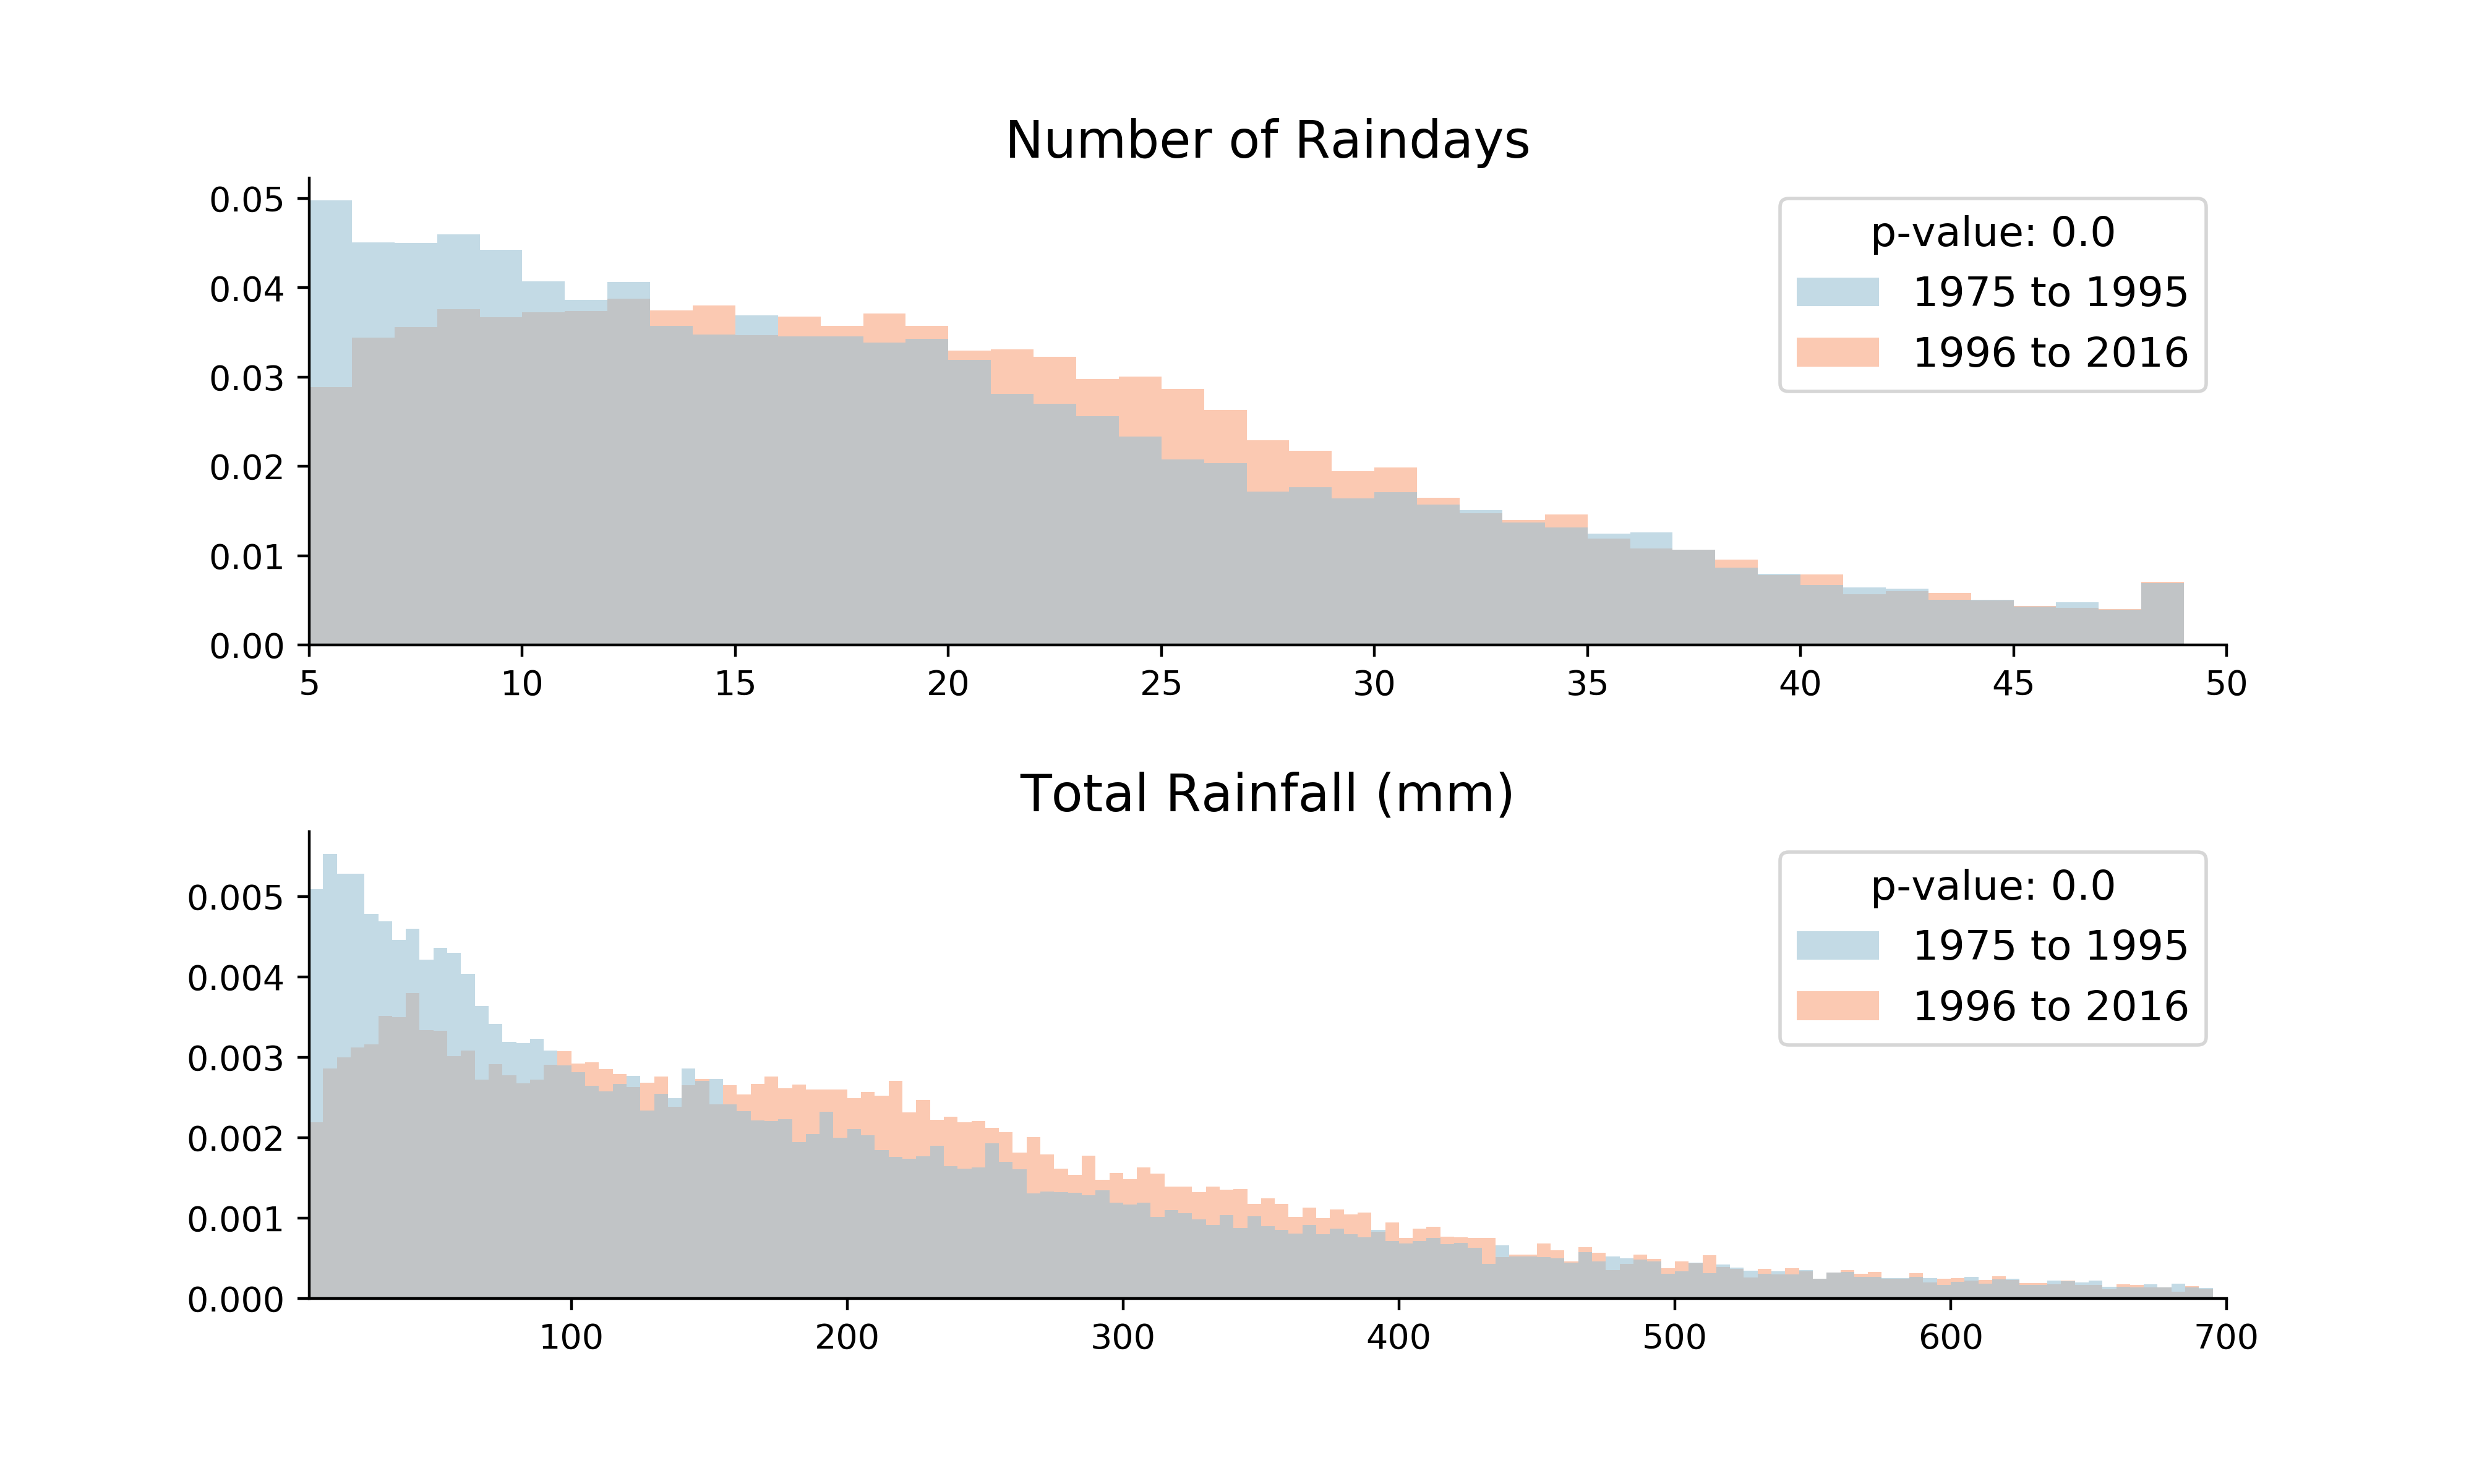 Number of Raindays
0.05
0.04
0.03
0.02
0.01
0.00
5 10 15 20 25 30 35 40 45 50
p-value: 0.0
1975 to 1995
1996 to 2016
Total Rainfall (mm)
0.005
0.004
0.003
0.002
0.001
0.000
100 200 300 400 500 600 700
p-value: 0.0
1975 to 1995
1996 to 2016